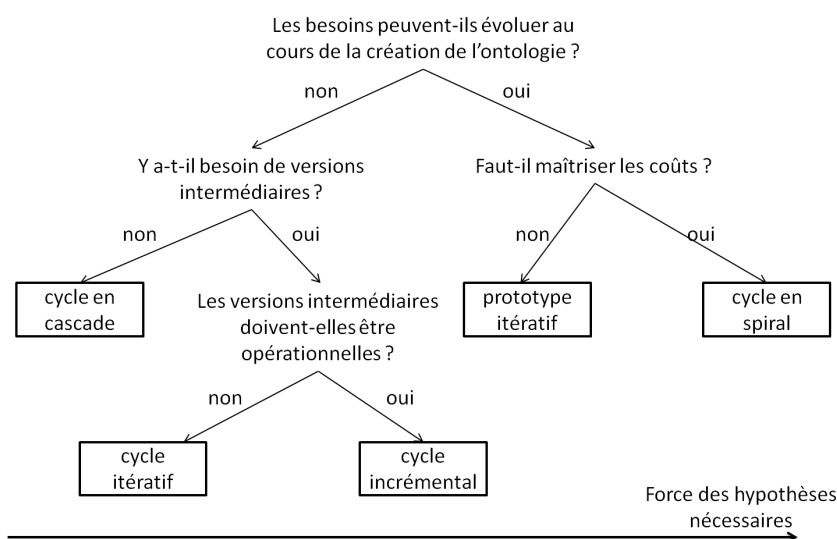 Les besoins peuvent-ils évoluer au
cours de la création de l'ontologie ?
non
oui
Y a-t-il besoin de versions
intermédiaires ?
Faut-il maîtriser les coûts ?
non
oui
non
oui
cycle en
cascade
Les versions intermédiaires
doivent-elles être
opérationnelles ?
prototype
itératif
cycle en
spiral
non
oui
cycle
itératif
cycle
incrémental
Force des hypothèses
nécessaires